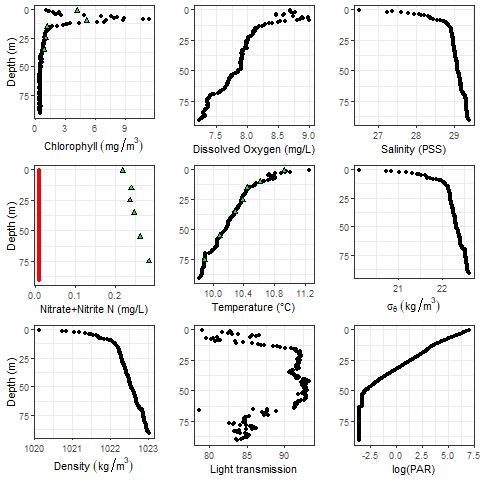 0
25
50
75
Depth (m)
0 3 6 9
Chlorophyll (mg/m³)
0
25
50
75
7.5 8.0 8.5 9.0
Dissolved Oxygen (mg/L)
0
25
50
75
27 28 29
Salinity (PSS)
0
25
50
75
Depth (m)
0.0 0.1 0.2
Nitrate+Nitrite N (mg/L)
0
25
50
75
10.0 10.4 10.8 11.2
Temperature (°C)
0
25
50
75
21 22
σθ (kg/m³)
0
25
50
75
Depth (m)
1020 1021 1022 1023
Density (kg/m³)
0
25
50
75
80 85 90
Light transmission
0
25
50
75
-2.5 0.0 2.5 5.0 7.5
log(PAR)